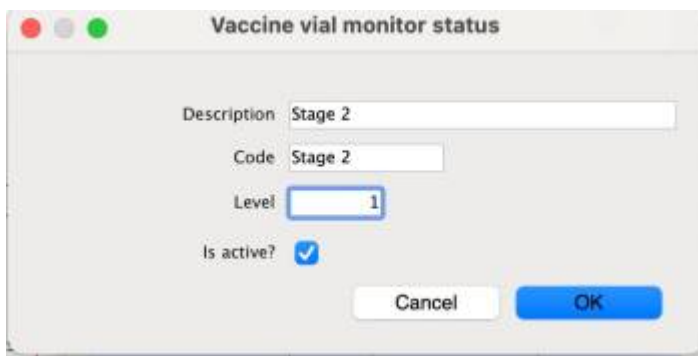 Vaccine vial monitor status
Description Stage 2
Code Stage 2
Level 1
Is active?
Cancel OK